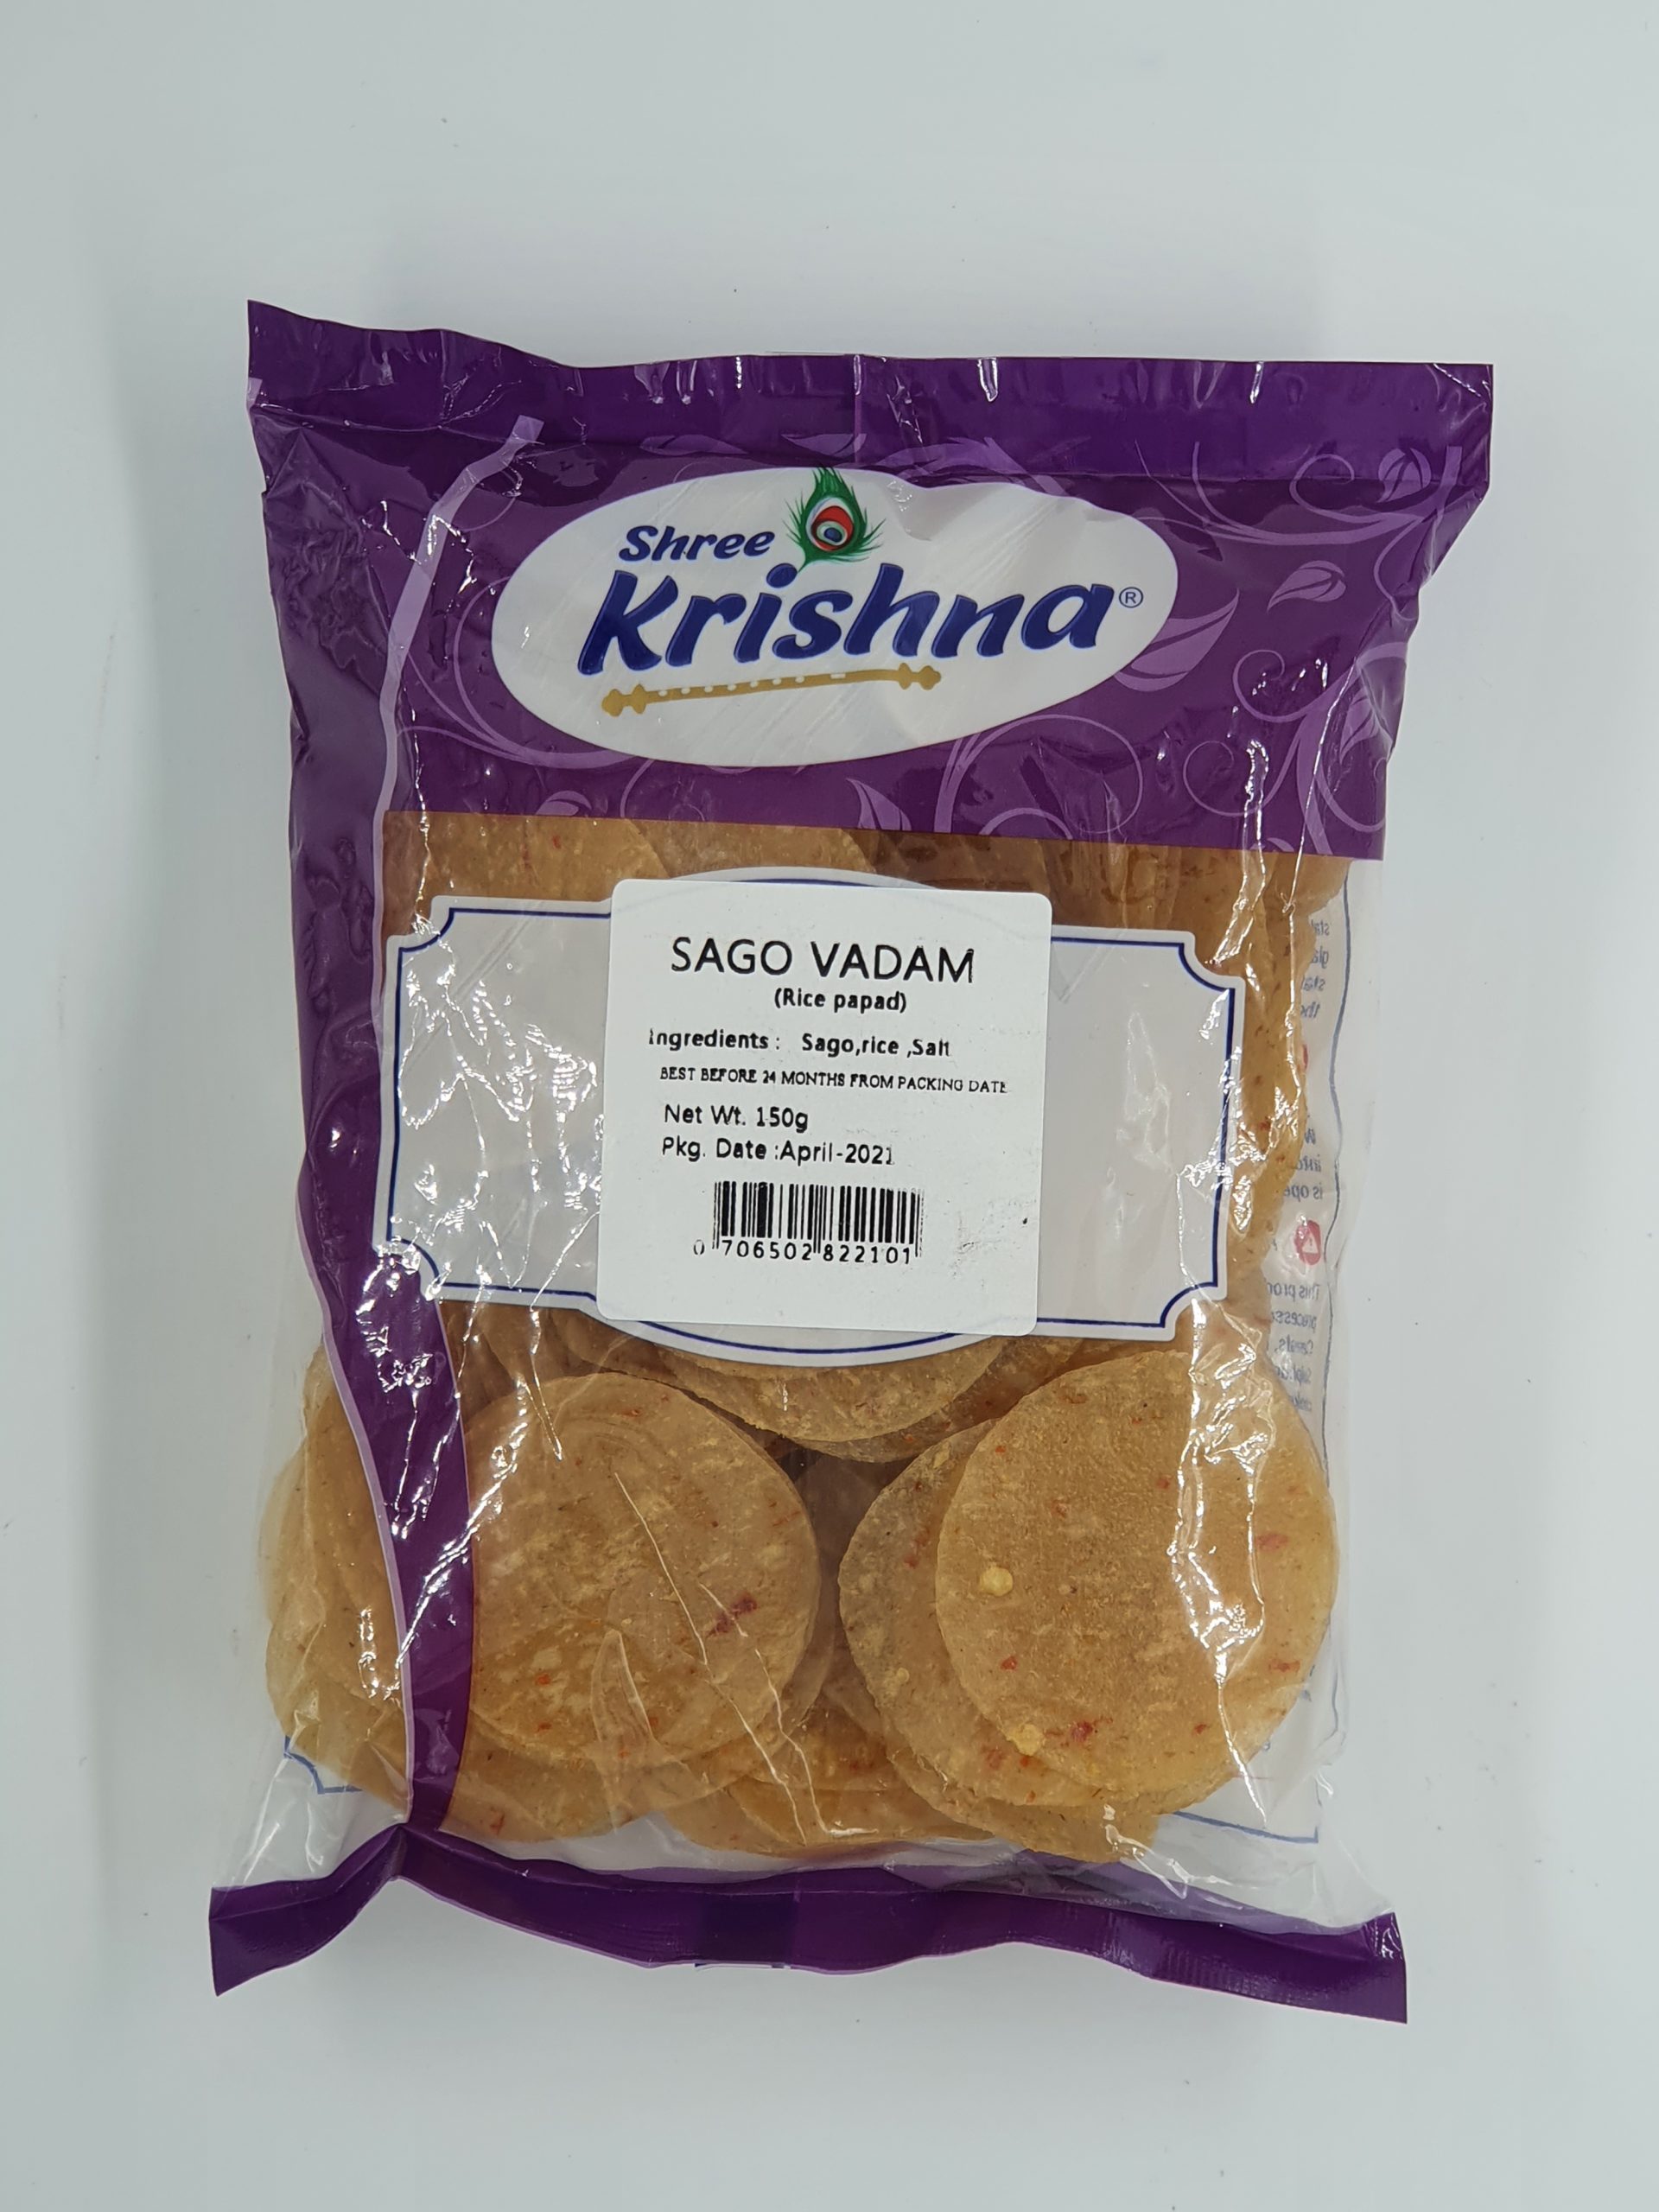 Shree
Krishna®
SAGO VADAM
(Rice papad)
Ingredients : Sago,rice ,Salt
BEST BEFORE 24 MONTHS FROM PACKING DATE
Net Wt. 150g
Pkg. Date :April-2021
0 706502 822101